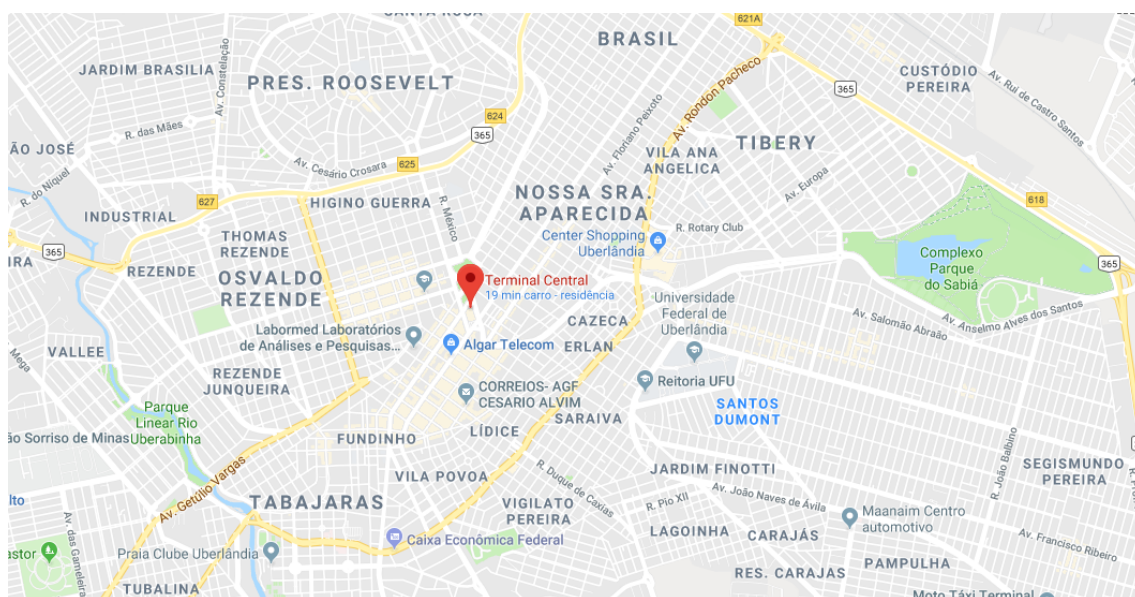 SANTA ROSA
621A
BRASIL
JARDIM BRASILIA
Av. Constelação
PRES. ROOSEVELT
Av. Rondon Pacheco
CUSTÓDIO
PEREIRA
Av. Rui de Castro Santos
365
624
365
R. das Mães
Av. Floriano Peixoto
TIBERY
ÃO JOSÉ
Av. Cesário Crosara
625
VILA ANA
ANGELICA
Av. Europa
R. do Níquel
627
HIGINO GUERRA
R. México
NOSSA SRA.
APARECIDA
618
INDUSTRIAL
THOMAS
REZENDE
R. Rotary Club
Center Shopping
Uberlândia
365
IRA
REZENDE
OSVALDO
REZENDE
Terminal Central
19 min carro - residência
Complexo
Parque
do Sabiá
365
Universidade
Federal de
Uberlândia
Av. Salomão Abraão
Av. Anselmo Alves dos Santos
CAZECA
Labormed Laboratórios
de Análises e Pesquisas...
Algar Telecom
ERLAN
VALLEE
Mega
REZENDE
JUNQUEIRA
CORREIOS- AGF
CESARIO ALVIM
Reitoria UFU
SANTOS
DUMONT
Parque
Linear Rio
Uberabinha
ão Sorriso de Minas
SARAIVA
LÍDICE
FUNDINHO
R. João Balbino
SEGISMUNDO
PEREIRA
Av. Getúlio Vargas
VILA POVOA
R. Duque de Caxias
JARDIM FINOTTI
Av. João Naves de Ávila
R. Pio XII
lto
TABAJARAS
VIGILATO
PEREIRA
Maanaim Centro
automotivo
LAGOINHA
CARAJÁS
Av. Francisco Ribeiro
Av. das Gameleira
astor
Praia Clube Uberlândia
Caixa Econômica Federal
PAMPULHA
RES. CARAJAS
TUBALINA
Moto Táxi Terminal